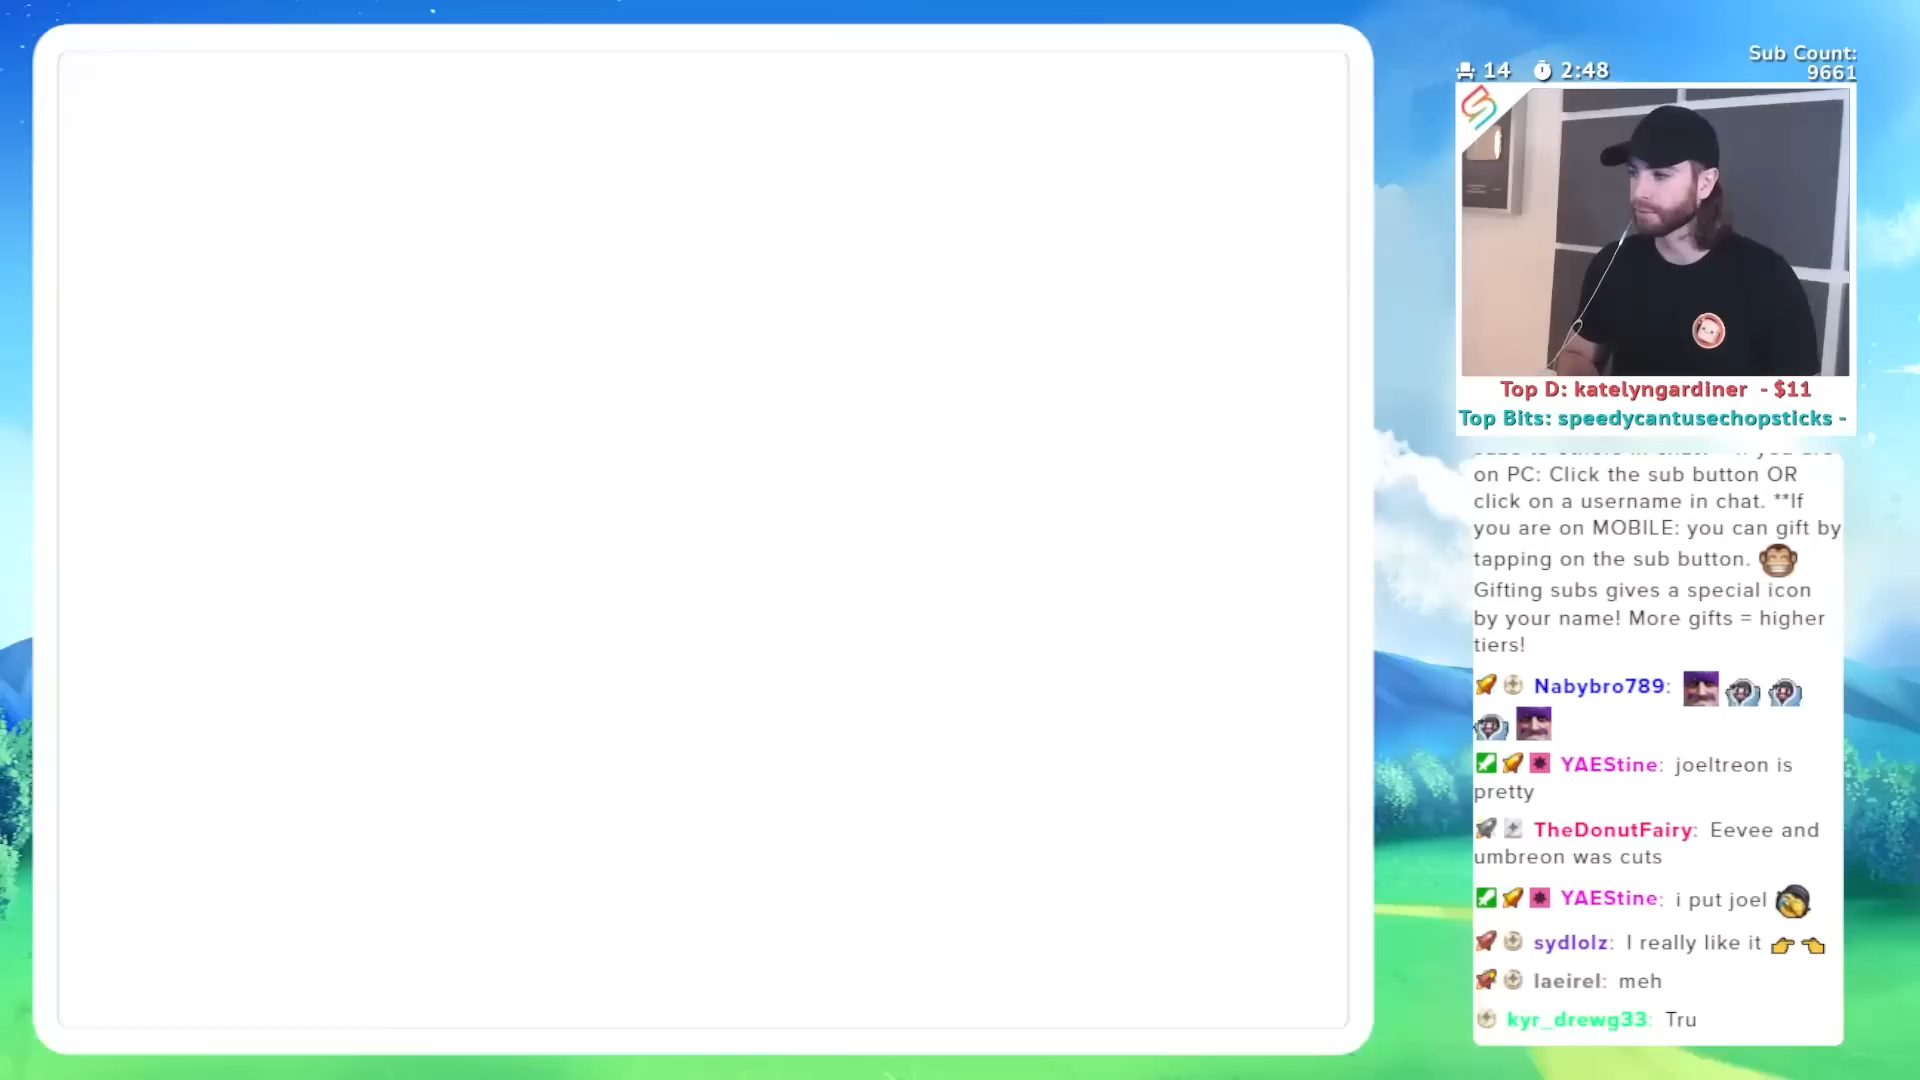 14 2:48
Sub Count:
9661
Top D: katelyngardiner - $11
Top Bits: speedycantusechopsticks -
on PC: Click the sub button OR
click on a username in chat. **If
you are on MOBILE: you can gift by
tapping on the sub button.
Gifting subs gives a special icon
by your name! More gifts = higher
tiers!
Nabybro789:
YAEStine: joeltreon is
pretty
TheDonutFairy: Eevee and
umbreon was cuts
YAEStine: i put joel
sydlolz: I really like it
laeirel: meh
kyr_drewg33: Tru